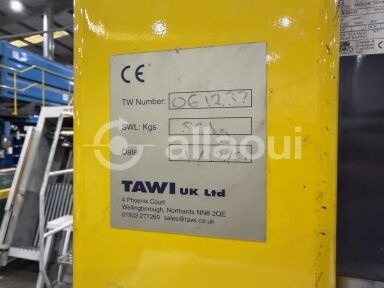 CE
TW Number: 061237
SWL: Kgs
Date:
allaoui
TAWI UK Ltd
4 Phoenix Court
Wellingborough, Northants NN8 2QE
01933 277260 sales@tawi.co.uk